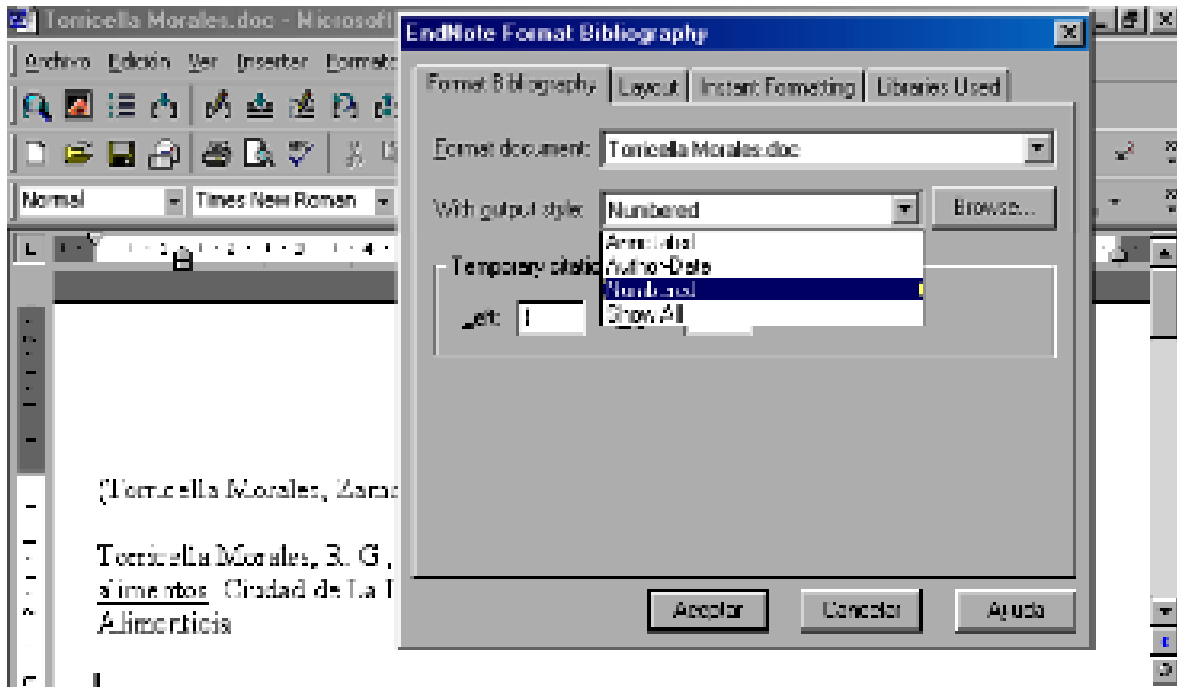 Torricella Morales.doc - Microsoft
Archivo Edición Ver Insertar Formato
Normal Times New Roman
EndNote Format Bibliography
Format Bibliography Layout Instant Formatting Libraries Used
Format document: Torricella Morales.doc
With output style: Numbered Browse...
Annotated
Author-Date
Numbered
Show All
Temporary citatio
Left:
Aceptar Cancelar Ayuda
(Torricella Morales, Zamo
Torricella Morales, R. G.,
alimentos. Ciudad de La H
Alimenticia